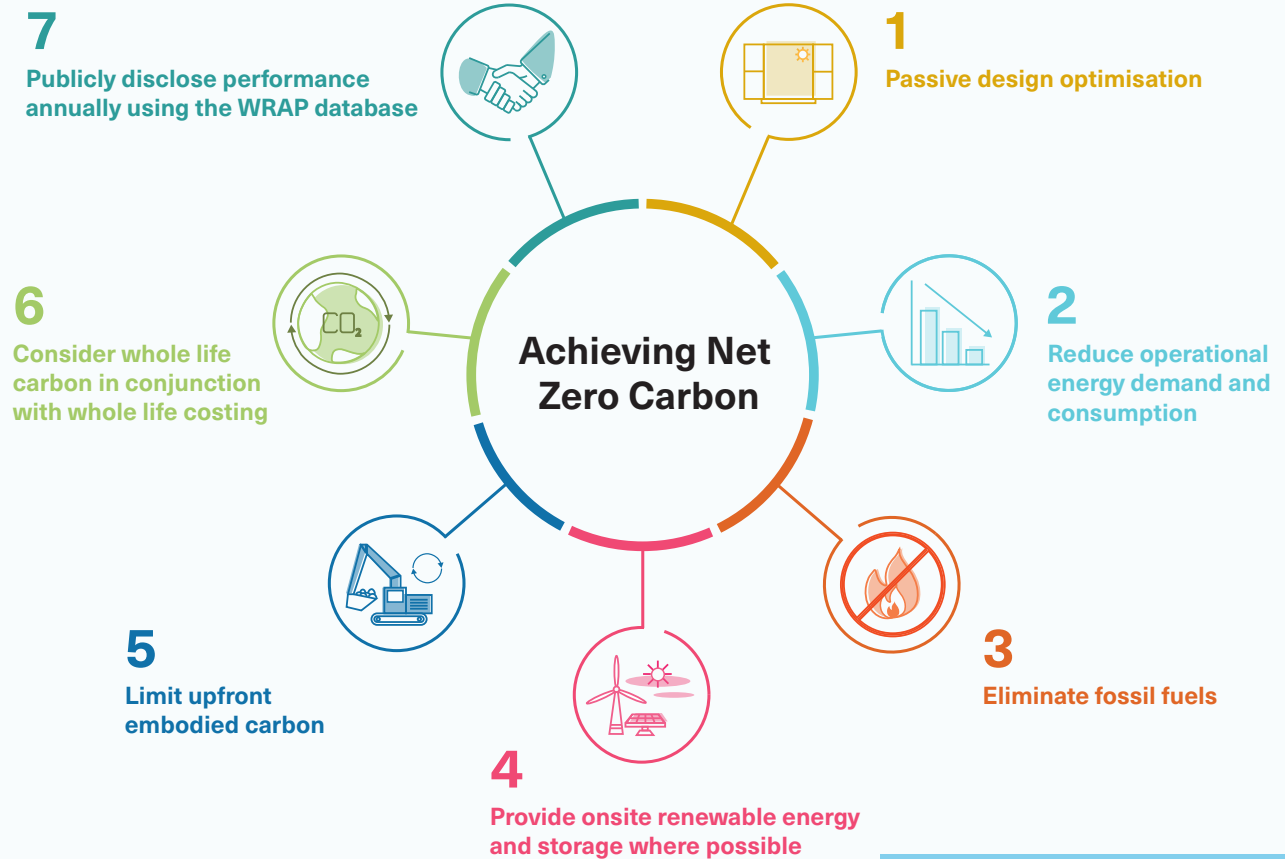 Achieving Net
Zero Carbon
1
Passive design optimisation
2
Reduce operational
energy demand and
consumption
3
Eliminate fossil fuels
4
Provide onsite renewable energy
and storage where possible
5
Limit upfront
embodied carbon
6
Consider whole life
carbon in conjunction
with whole life costing
CO₂
7
Publicly disclose performance
annually using the WRAP database